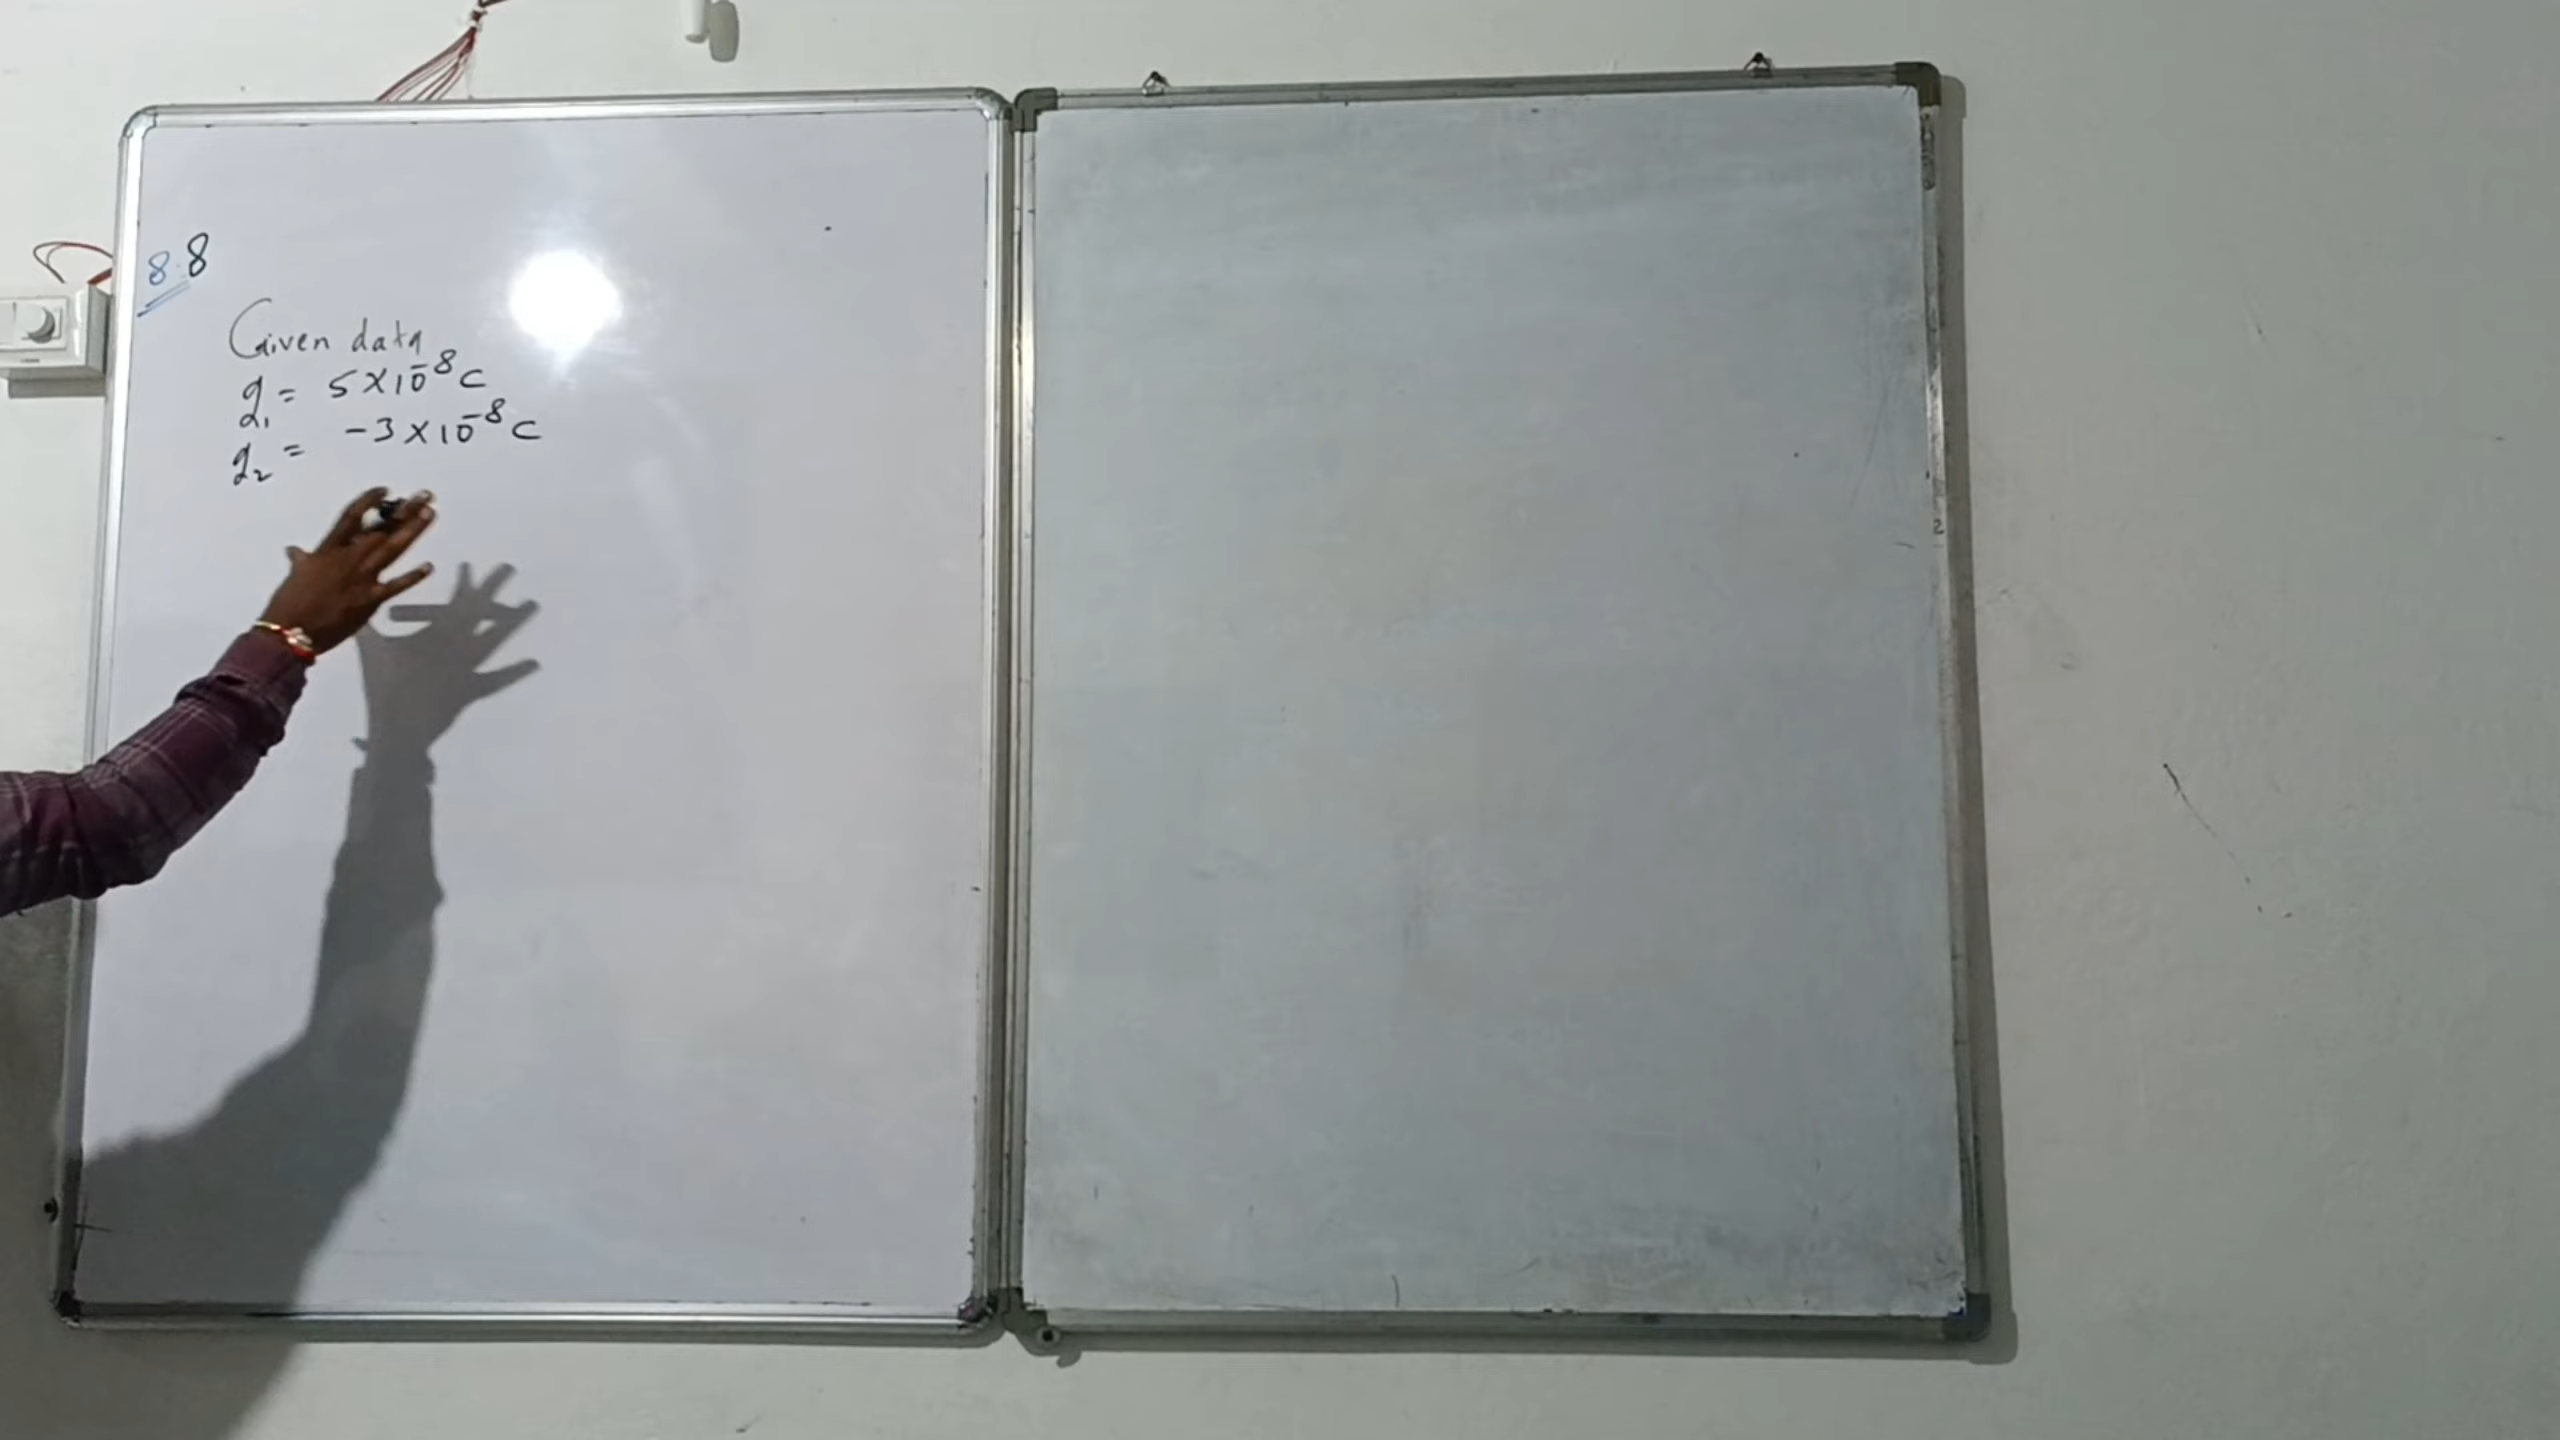 8.8
Given data
q₁ = 5×10⁻⁸ C
q₂ = -3×10⁻⁸ C